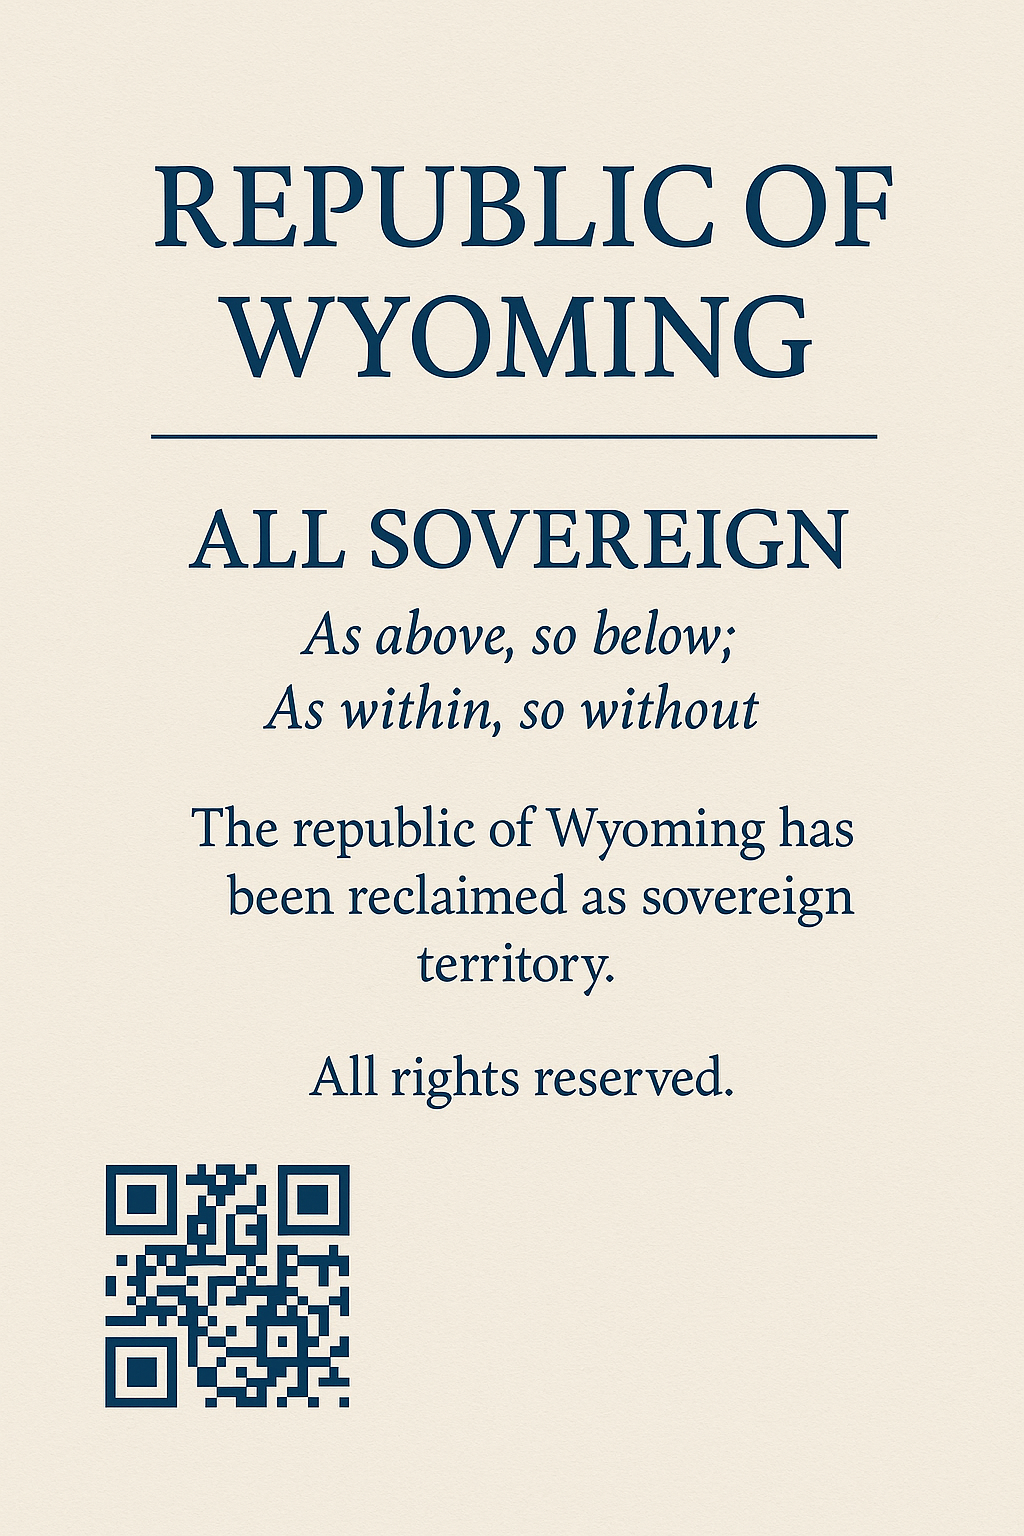 REPUBLIC OF
WYOMING
ALL SOVEREIGN
As above, so below;
As within, so without
The republic of Wyoming has
been reclaimed as sovereign
territory.
All rights reserved.